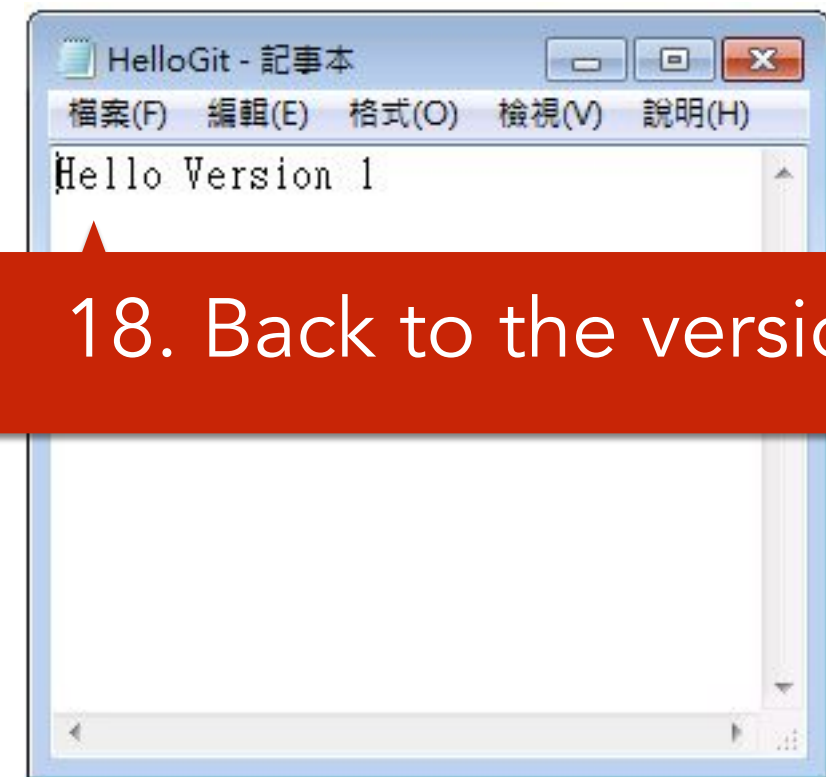 HelloGit - 記事本
檔案(F) 編輯(E) 格式(O) 檢視(V) 說明(H)
Hello Version 1
18. Back to the